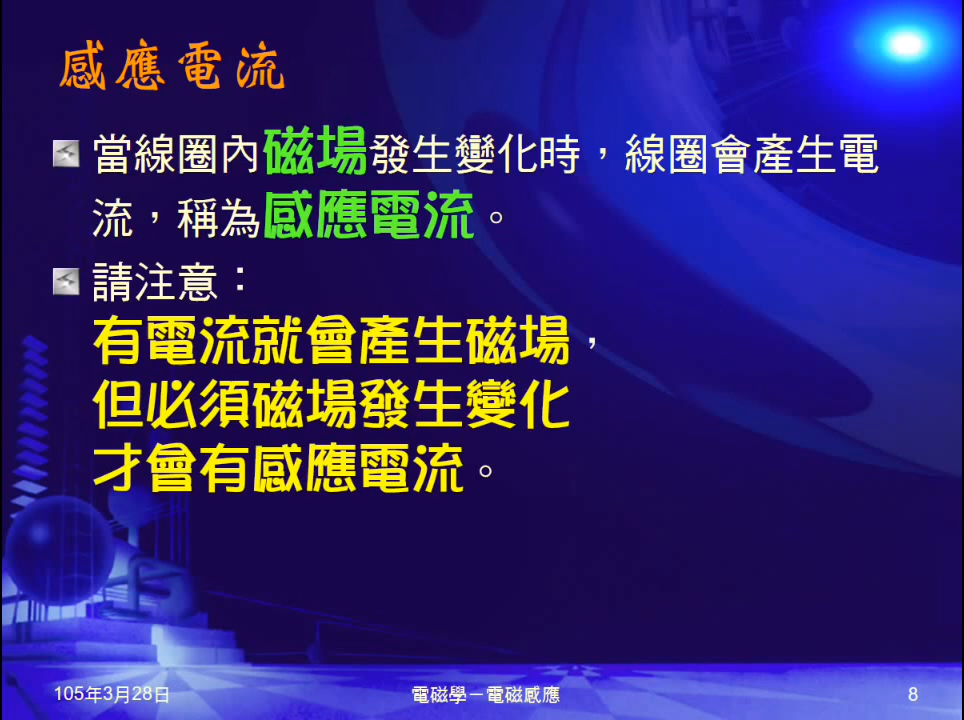 感應電流
當線圈內磁場發生變化時，線圈會產生電
流，稱為感應電流。
請注意：
有電流就會產生磁場，
但必須磁場發生變化
才會有感應電流。
105年3月28日
電磁學－電磁感應
8